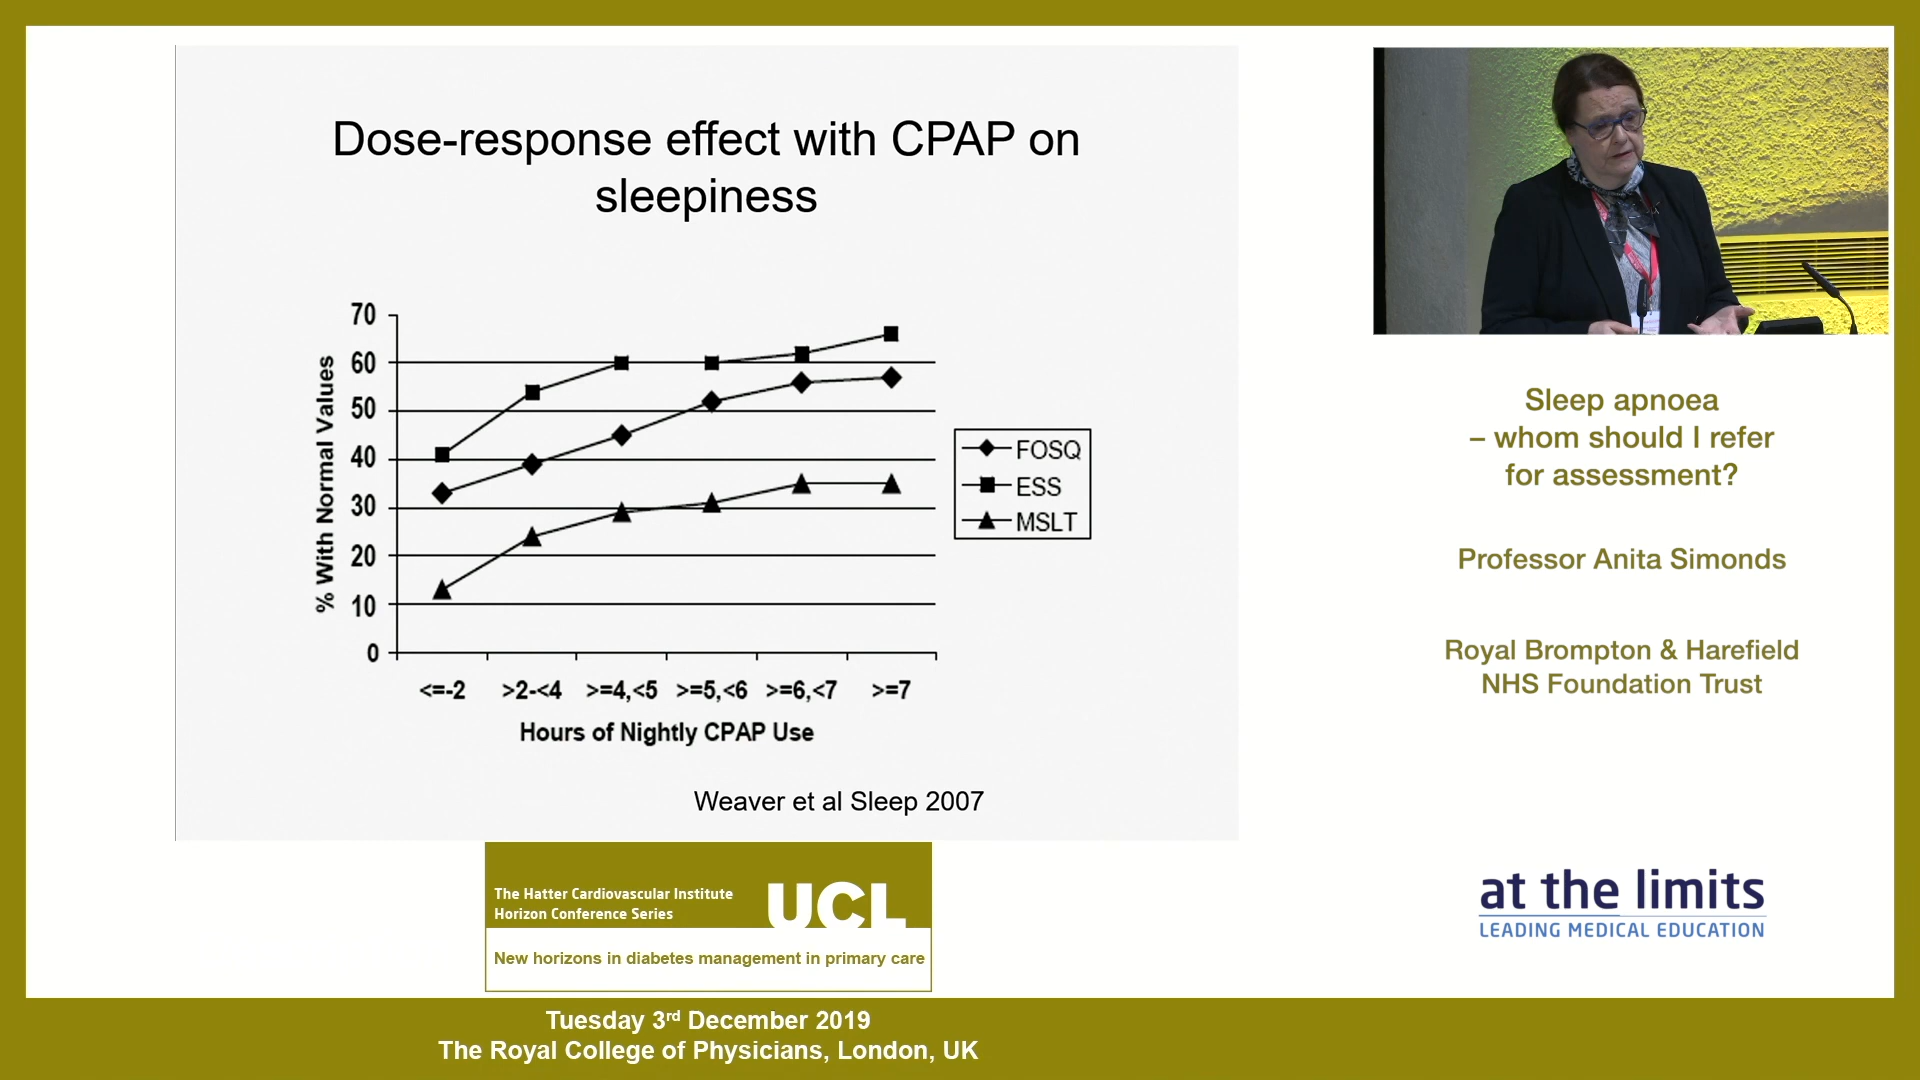 Dose-response effect with CPAP on
sleepiness
70
60
50
40
30
20
10
0
% With Normal Values
<=-2 >2-<4 >=4,<5 >=5,<6 >=6,<7 >=7
Hours of Nightly CPAP Use
FOSQ
ESS
MSLT
Weaver et al Sleep 2007
Sleep apnoea
– whom should I refer
for assessment?
Professor Anita Simonds
Royal Brompton & Harefield
NHS Foundation Trust
The Hatter Cardiovascular Institute
Horizon Conference Series
UCL
New horizons in diabetes management in primary care
at the limits
LEADING MEDICAL EDUCATION
Tuesday 3rd December 2019
The Royal College of Physicians, London, UK